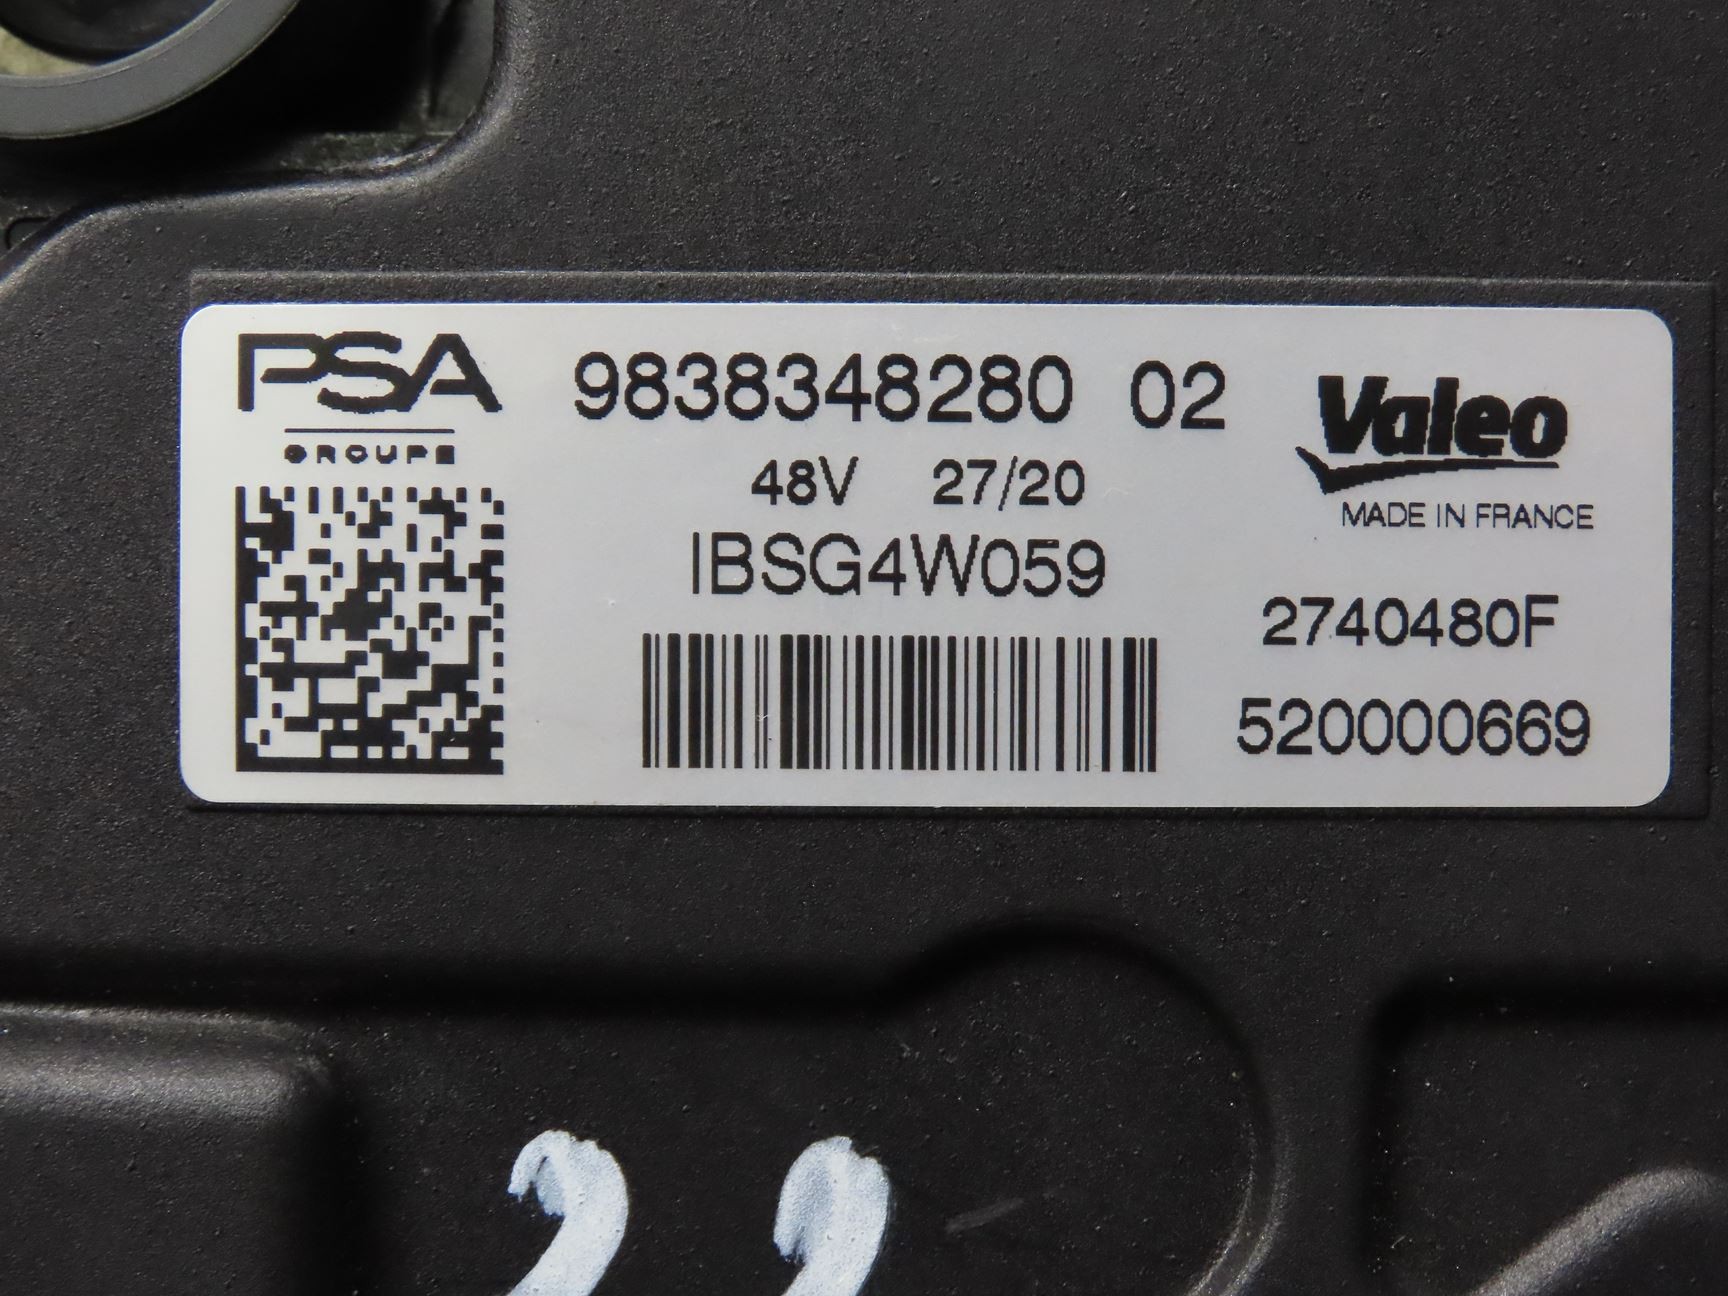 PSA
GROUPE
9838348280 02
48V 27/20
IBSG4W059
Valeo
MADE IN FRANCE
2740480F
520000669